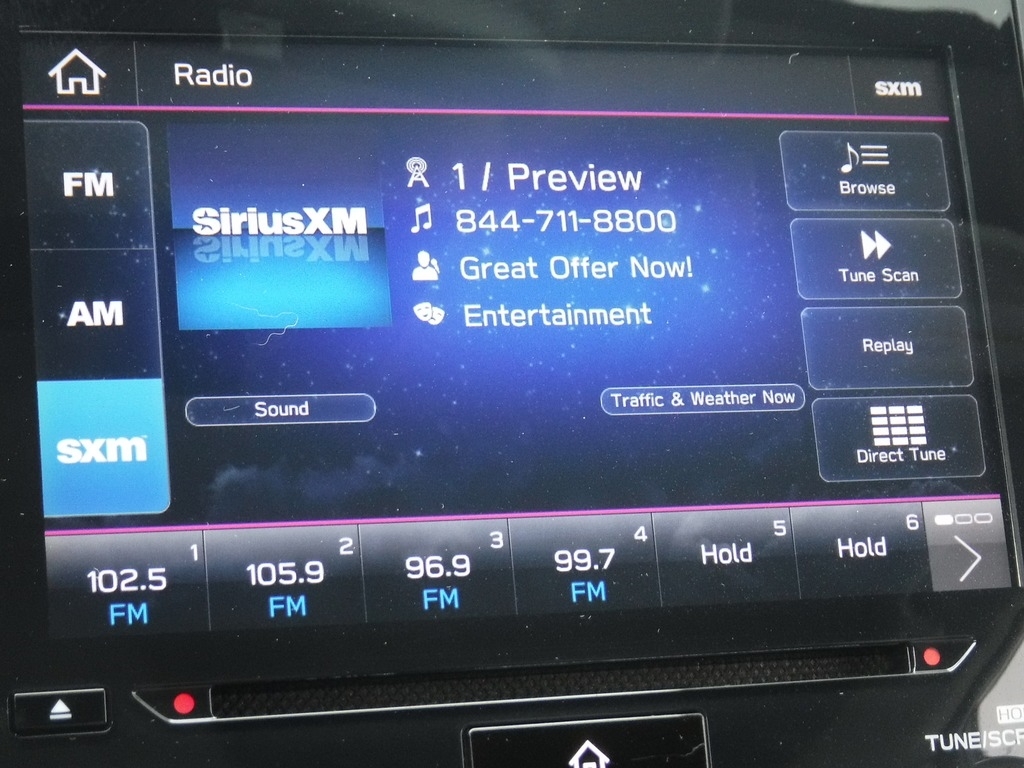 Radio
sxm
FM
AM
sxm
SiriusXM
1 / Preview
844-711-8800
Great Offer Now!
Entertainment
Browse
Tune Scan
Replay
Direct Tune
Sound
Traffic & Weather Now
1
102.5
FM
2
105.9
FM
3
96.9
FM
4
99.7
FM
5
Hold
6
Hold
TUNE/SCR